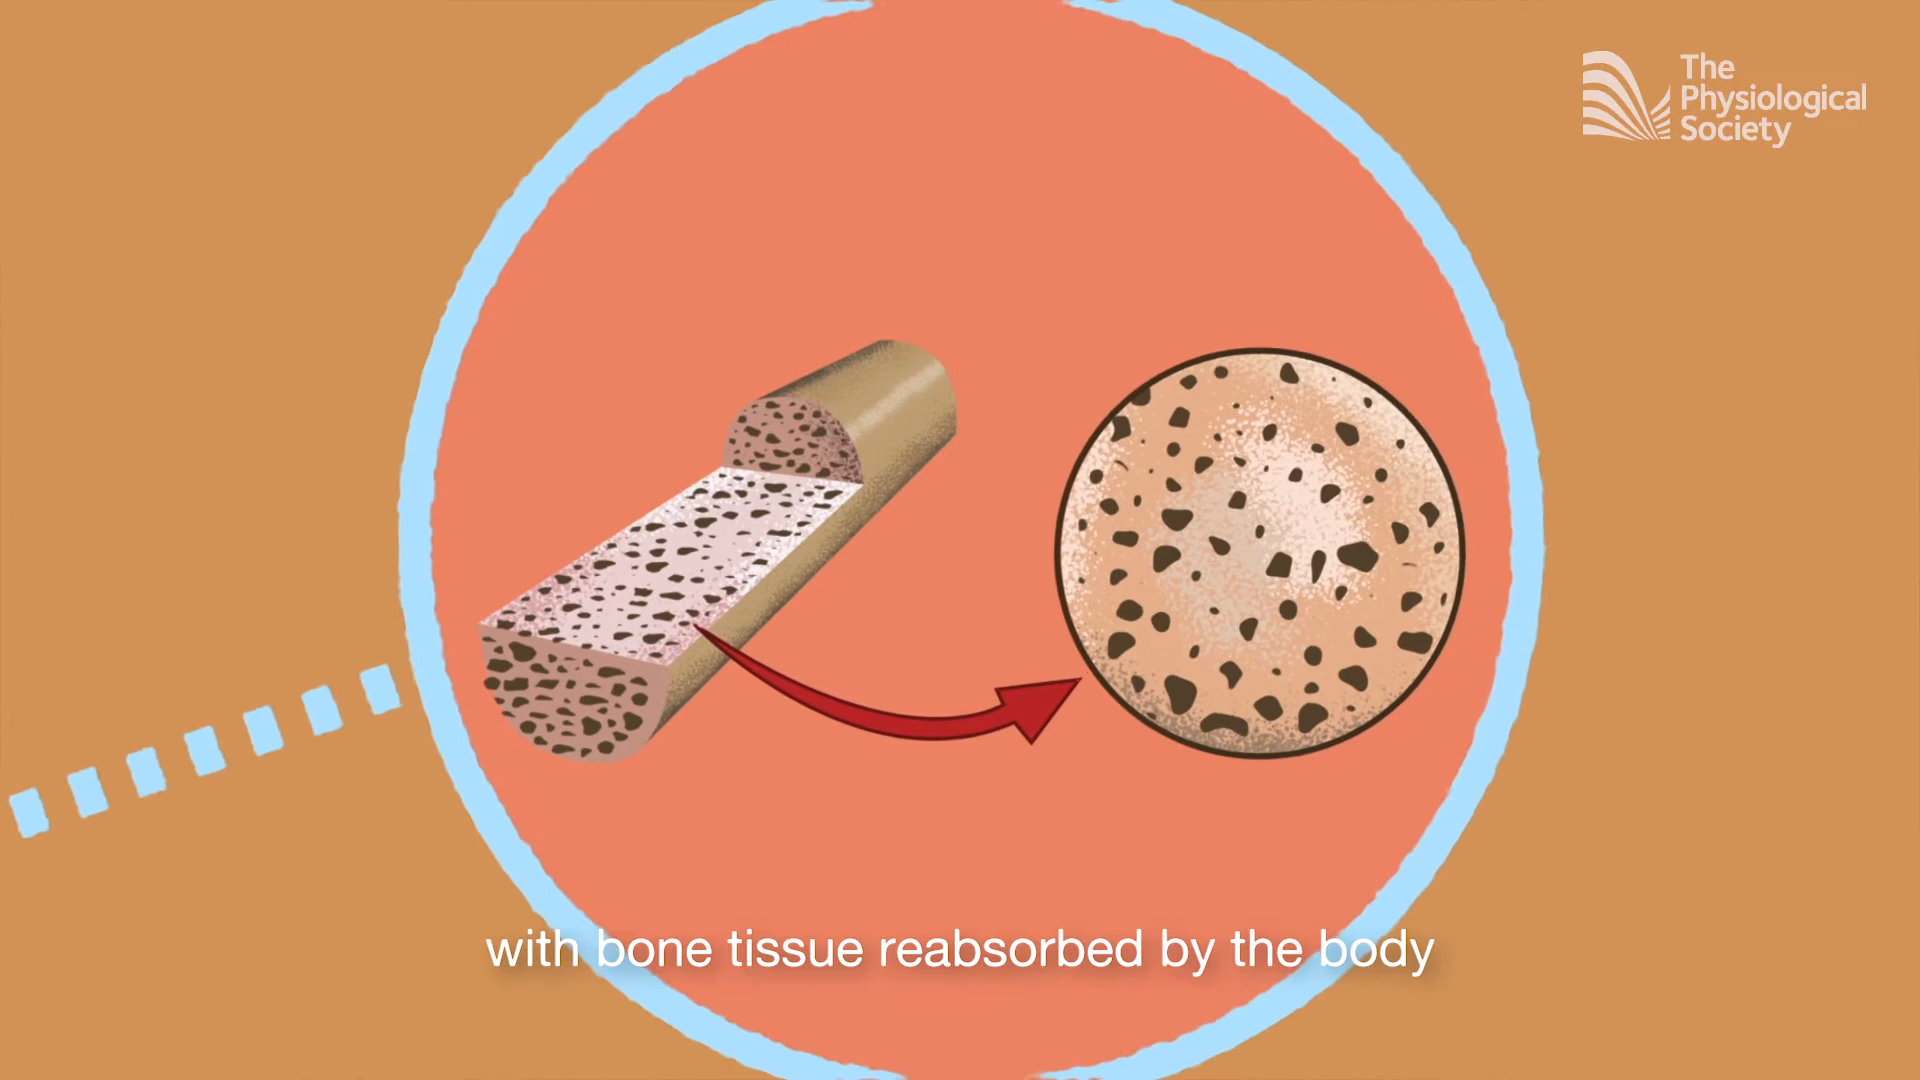 The
Physiological
Society
with bone tissue reabsorbed by the body